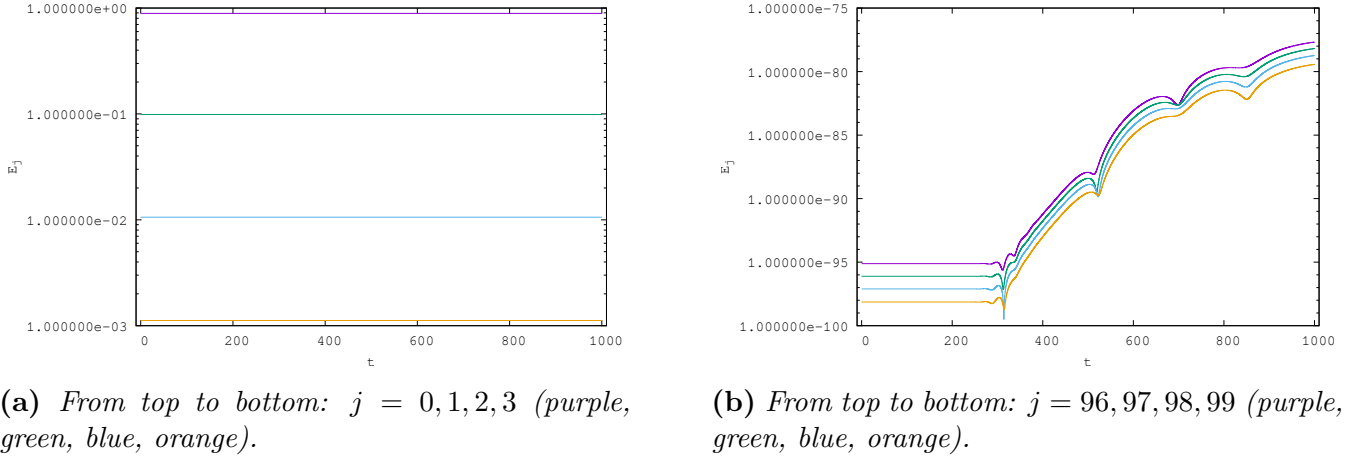 1.000000e+00
1.000000e-01
1.000000e-02
1.000000e-03
E_j
0 200 400 600 800 1000
t
1.000000e-75
1.000000e-80
1.000000e-85
1.000000e-90
1.000000e-95
1.000000e-100
E_j
0 200 400 600 800 1000
t
(a) From top to bottom: j = 0, 1, 2, 3 (purple,
green, blue, orange).
(b) From top to bottom: j = 96, 97, 98, 99 (purple,
green, blue, orange).